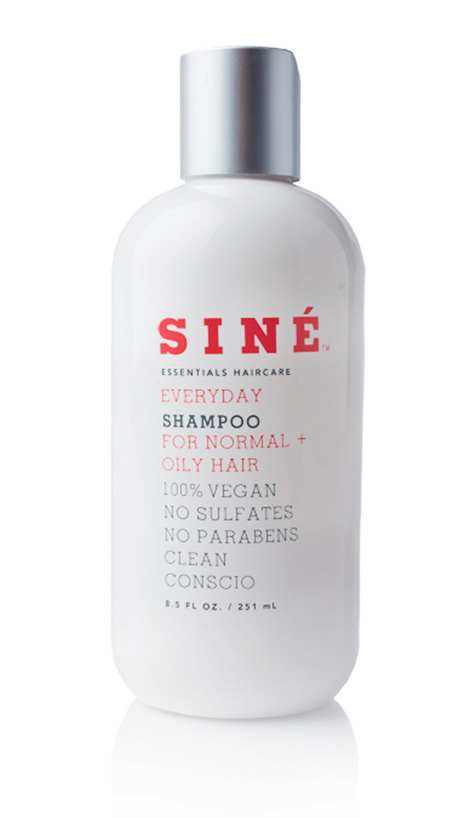 SINÉ™
ESSENTIALS HAIRCARE
EVERYDAY
SHAMPOO
FOR NORMAL +
OILY HAIR
100% VEGAN
NO SULFATES
NO PARABENS
CLEAN
CONSCIO
8.5 FL OZ. / 251 mL